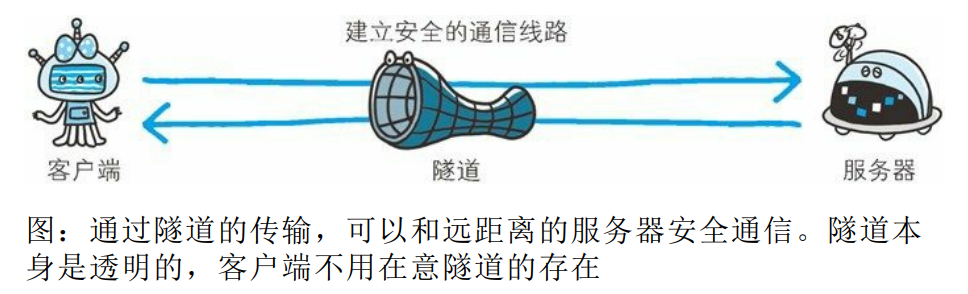 建立安全的通信线路
客户端
隧道
服务器
图：通过隧道的传输，可以和远距离的服务器安全通信。隧道本
身是透明的，客户端不用在意隧道的存在